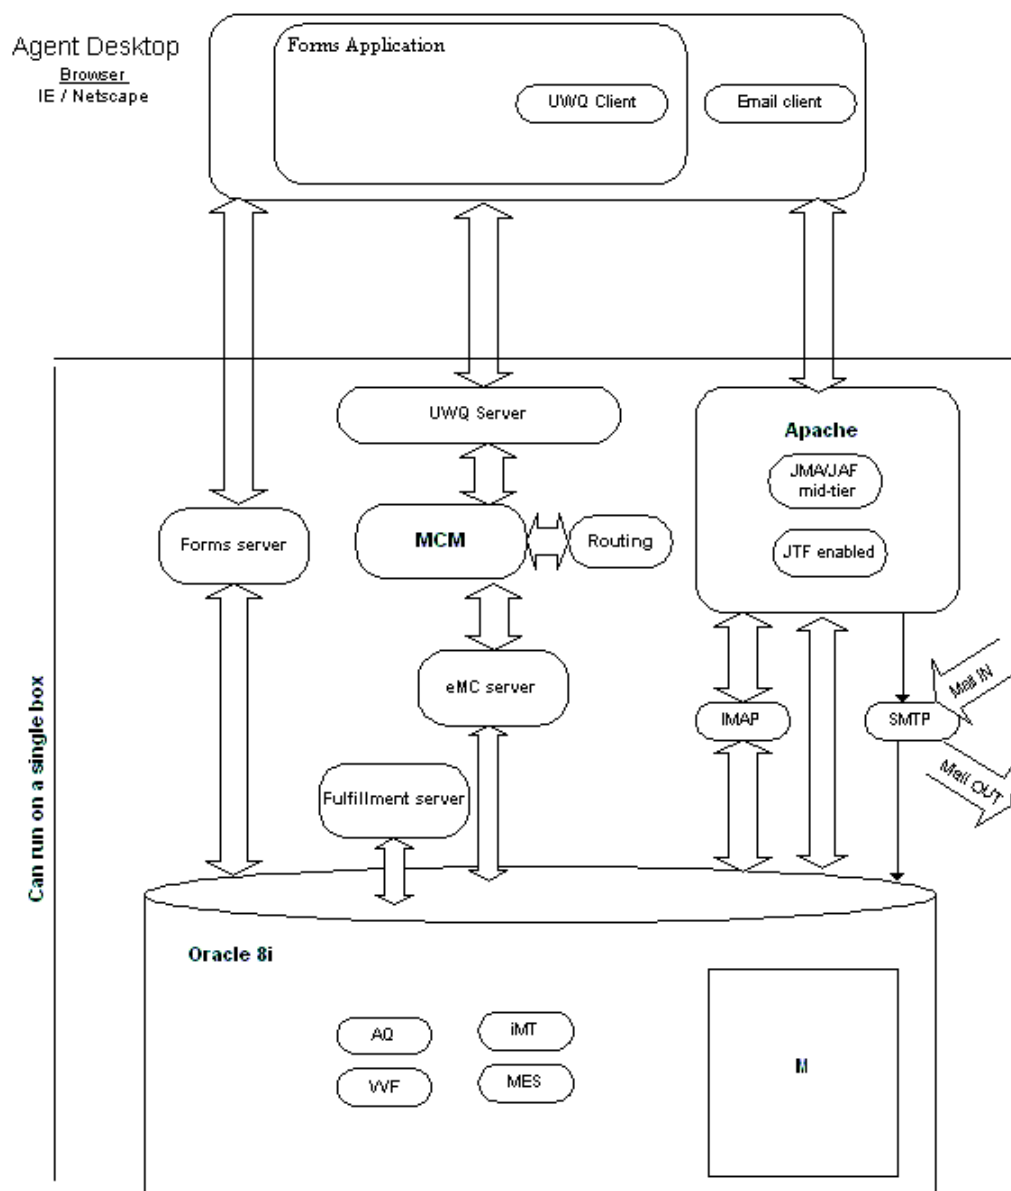 Agent Desktop
Browser
IE / Netscape
Forms Application
UWQ Client
Email client
UWQ Server
Apache
JMA/JAF
mid-tier
JTF enabled
Forms server
MCM
Routing
eMC server
IMAP
SMTP
Mail IN
Mail OUT
Fulfillment server
Can run on a single box
Oracle 8i
AQ
iMT
WF
MES
M